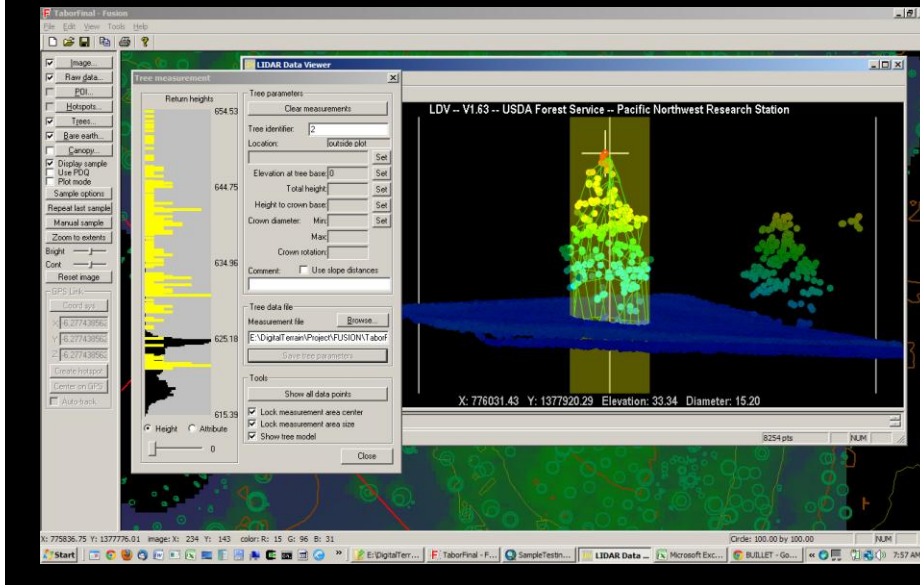 TaborFinal - Fusion
File Edit View Tools Help
Image...
Raw data...
POI...
Hotspots...
Trees...
Bare earth...
Canopy...
Display sample
Use PDQ
Plot mode
Sample options
Repeat last sample
Manual sample
Zoom to extents
Bright
Cont
Reset image
GPS Link
Coord sys
X -6.27743856
Y -6.27743856
Z -6.27743856
Create hotspot
Center on GPS
Auto-track
Tree measurement
Return heights
654.53
644.75
634.96
625.18
615.39
Height Attribute
0
Tree parameters
Clear measurements
Tree identifier: 2
Location: outside plot
Set
Elevation at tree base: 0 Set
Total height: Set
Height to crown base: Set
Crown diameter: Min: Set
Max:
Crown rotation:
Comment: Use slope distances
Tree data file
Measurement file Browse...
E:\DigitalTerrain\Project\FUSION\TaborF
Save tree parameters
Tools
Show all data points
Lock measurement area center
Lock measurement area size
Show tree model
Close
LIDAR Data Viewer
LDV -- V1.63 -- USDA Forest Service -- Pacific Northwest Research Station
X: 776031.43 Y: 1377920.29 Elevation: 33.34 Diameter: 15.20
8254 pts NUM
X: 775836.75 Y: 1377776.01 image: X: 234 Y: 143 color: R: 15 G: 96 B: 31 Circle: 100.00 by 100.00 NUM
Start E:\DigitalTerr... TaborFinal - F... SampleTestin... LIDAR Data ... Microsoft Exc... BUILLET - Go... 7:57 AM